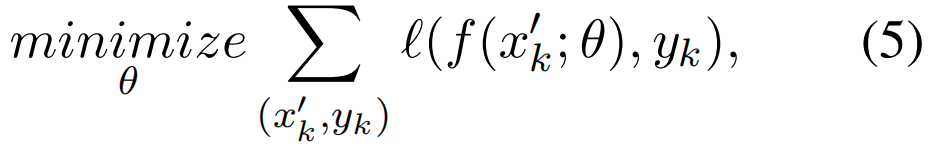 minimize_θ ∑_{(x′_k,y_k)} ℓ(f(x′_k; θ), y_k), (5)